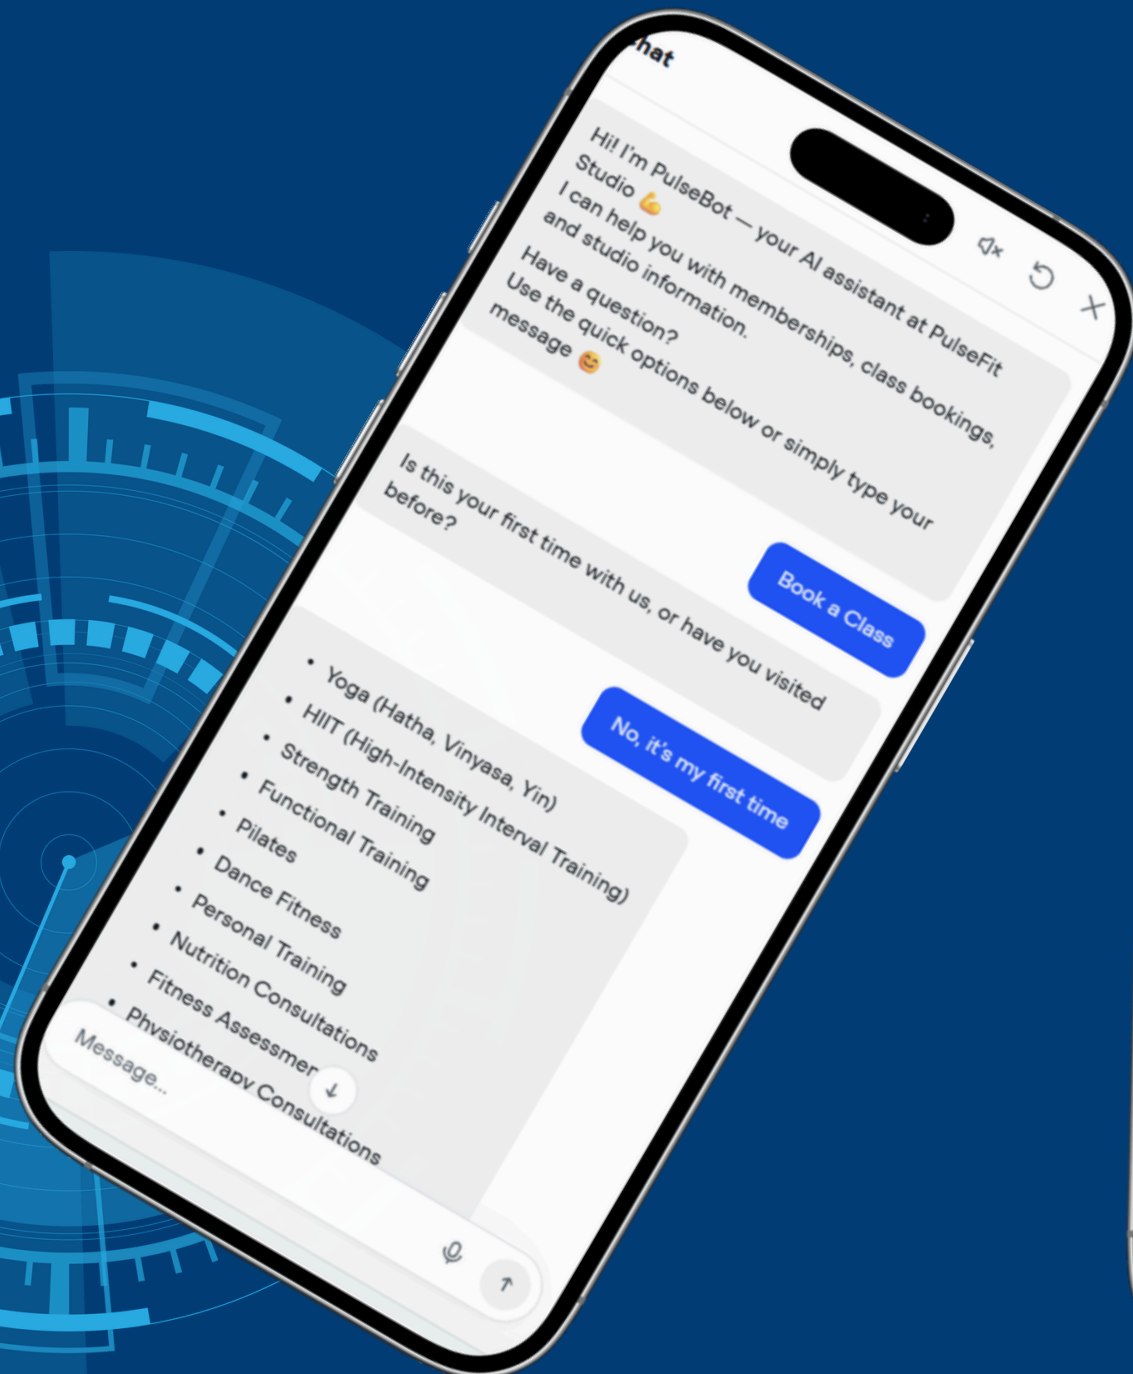 Chat
Hi! I'm PulseBot — your AI assistant at PulseFit
Studio 💪
I can help you with memberships, class bookings,
and studio information.
Have a question?
Use the quick options below or simply type your
message 😊
Book a Class
Is this your first time with us, or have you visited
before?
No, it's my first time
• Yoga (Hatha, Vinyasa, Yin)
• HIIT (High-Intensity Interval Training)
• Strength Training
• Functional Training
• Pilates
• Dance Fitness
• Personal Training
• Nutrition Consultations
• Fitness Assessmen
• Physiotherapy Consultations
Message...